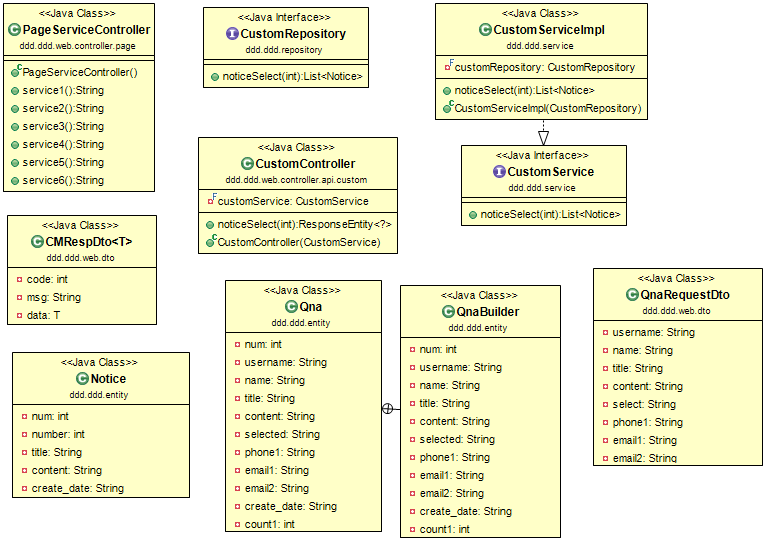 <<Java Class>>
PageServiceController
ddd.ddd.web.controller.page
PageServiceController()
service1():String
service2():String
service3():String
service4():String
service5():String
service6():String
<<Java Interface>>
CustomRepository
ddd.ddd.repository
noticeSelect(int):List<Notice>
<<Java Class>>
CustomServiceImpl
ddd.ddd.service
customRepository: CustomRepository
noticeSelect(int):List<Notice>
CustomServiceImpl(CustomRepository)
<<Java Class>>
CustomController
ddd.ddd.web.controller.api.custom
customService: CustomService
noticeSelect(int):ResponseEntity<?>
CustomController(CustomService)
<<Java Interface>>
CustomService
ddd.ddd.service
noticeSelect(int):List<Notice>
<<Java Class>>
CMRespDto<T>
ddd.ddd.web.dto
code: int
msg: String
data: T
<<Java Class>>
Qna
ddd.ddd.entity
num: int
username: String
name: String
title: String
content: String
selected: String
phone1: String
email1: String
email2: String
create_date: String
count1: int
<<Java Class>>
QnaBuilder
ddd.ddd.entity
num: int
username: String
name: String
title: String
content: String
selected: String
phone1: String
email1: String
email2: String
create_date: String
count1: int
<<Java Class>>
QnaRequestDto
ddd.ddd.web.dto
username: String
name: String
title: String
content: String
select: String
phone1: String
email1: String
email2: String
<<Java Class>>
Notice
ddd.ddd.entity
num: int
number: int
title: String
content: String
create_date: String